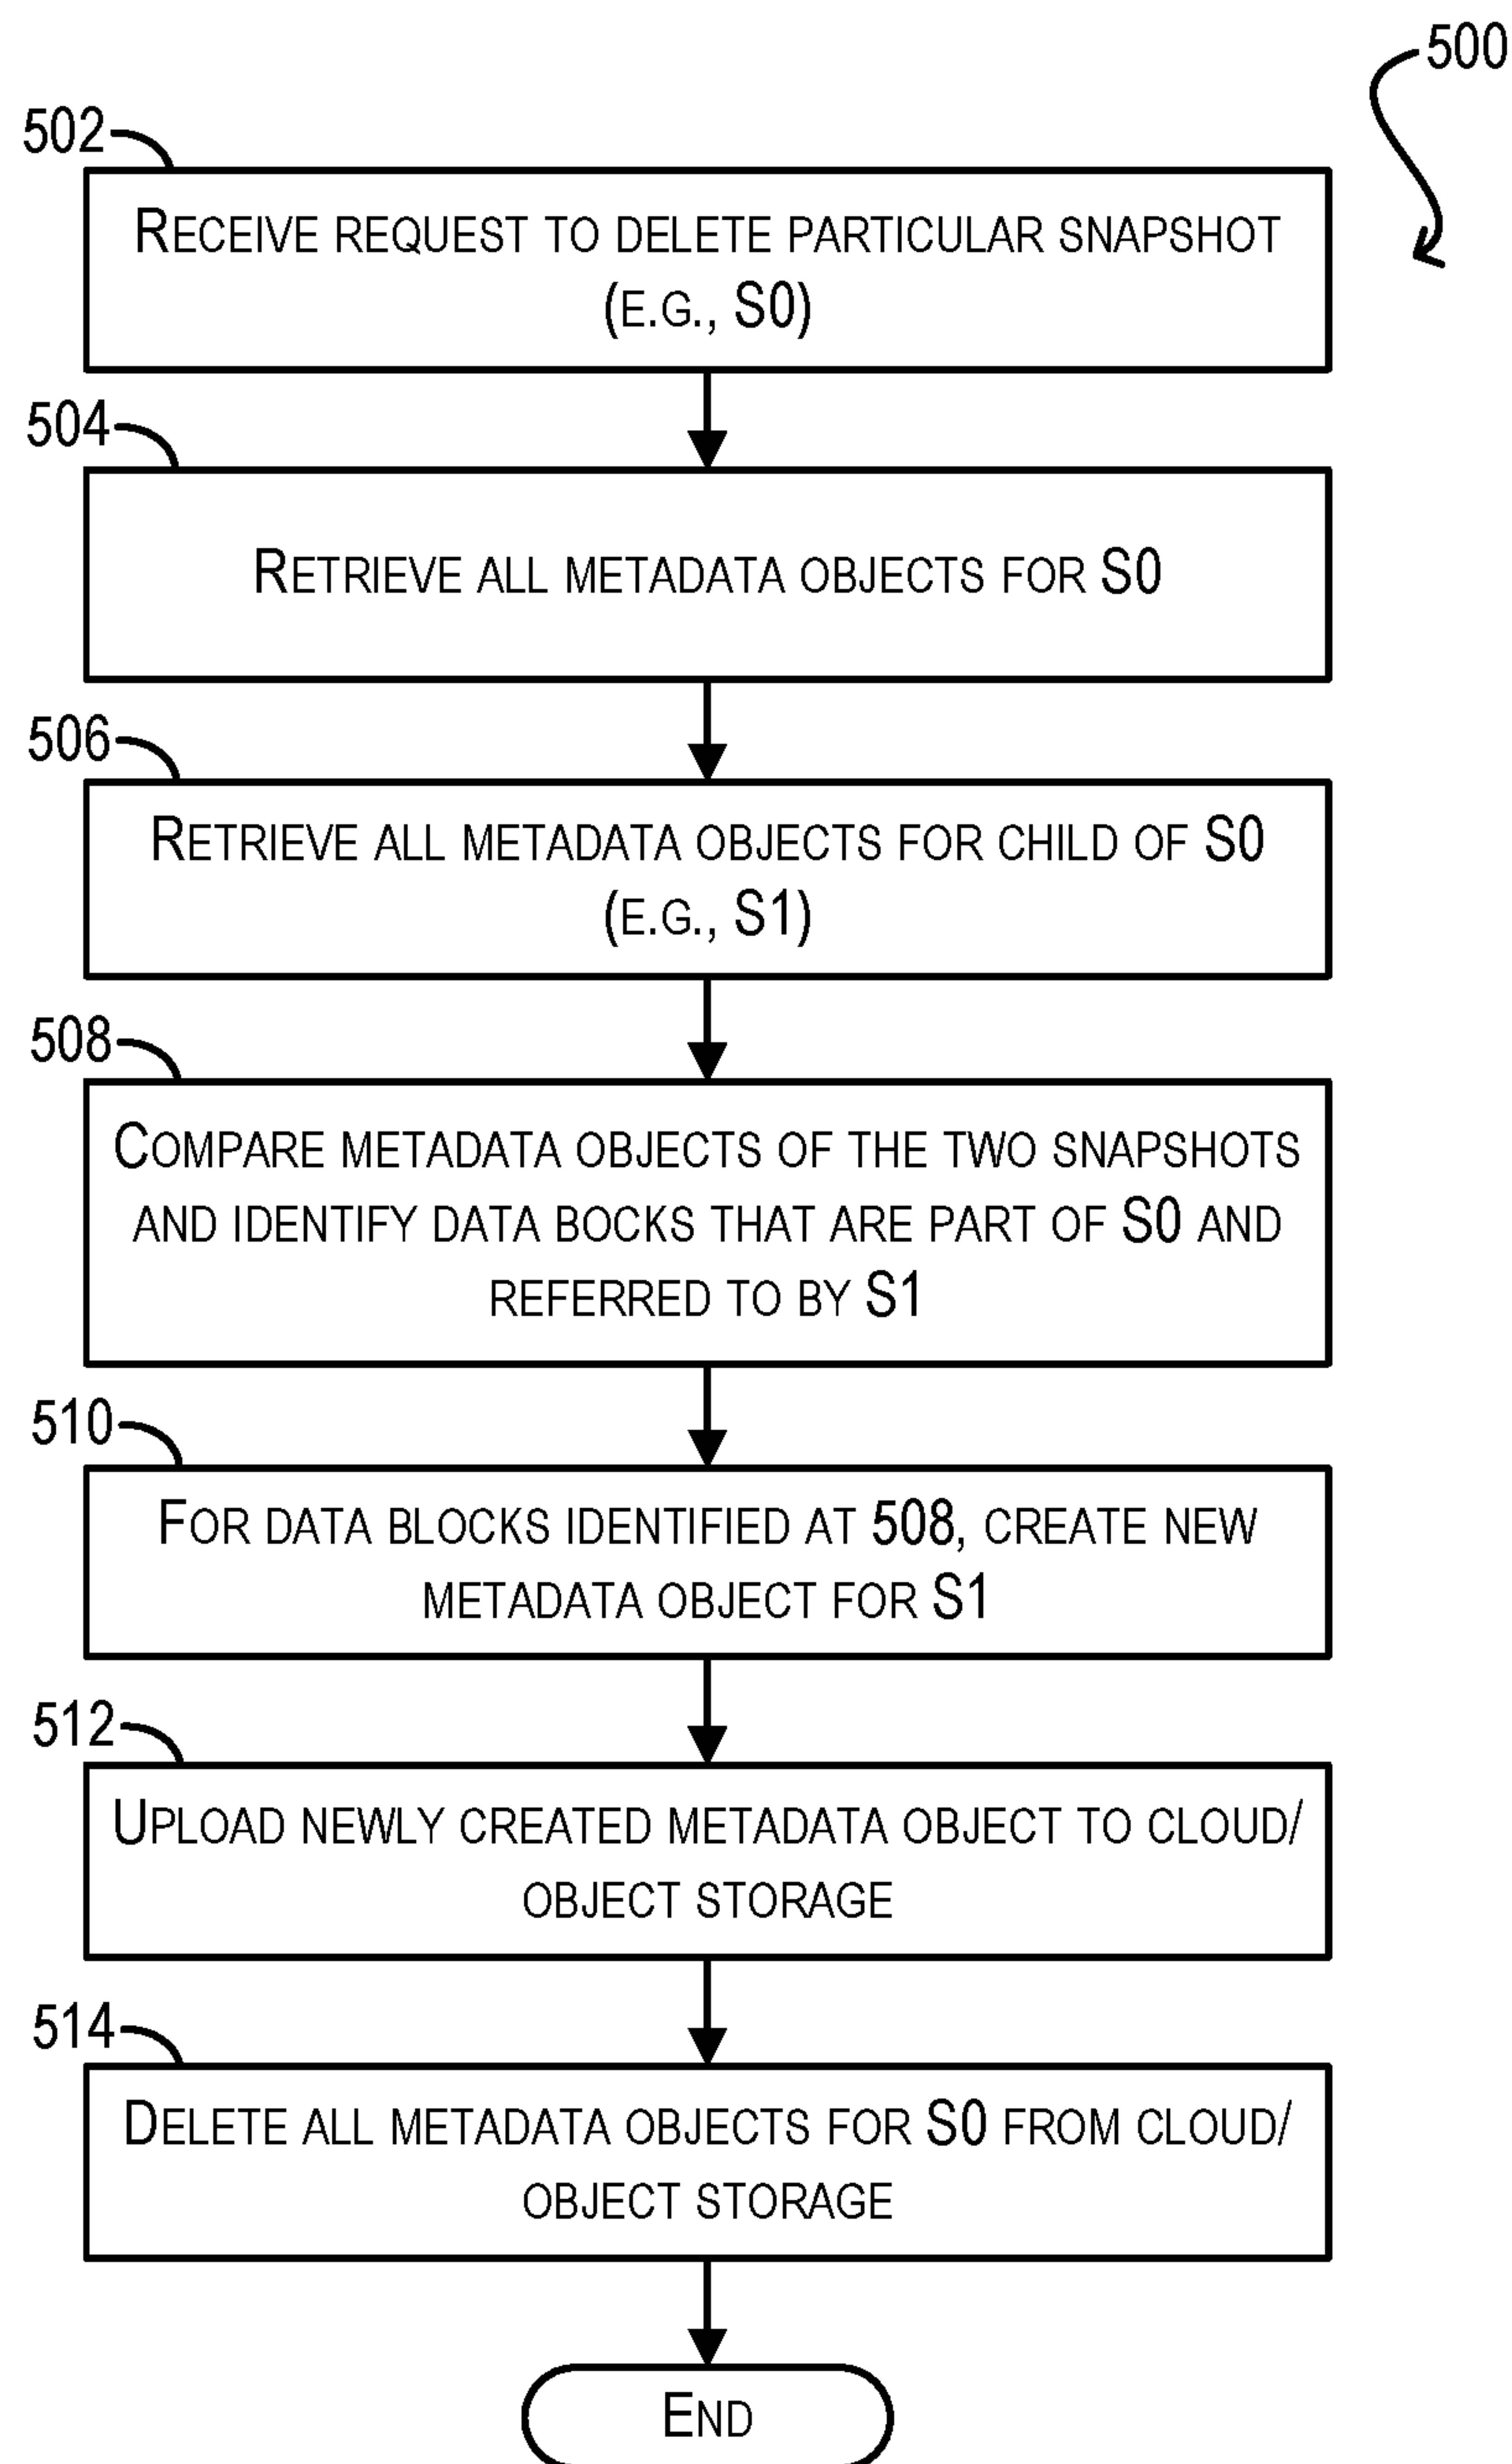 500
502
Receive request to delete particular snapshot
(e.g., S0)
504
Retrieve all metadata objects for S0
506
Retrieve all metadata objects for child of S0
(e.g., S1)
508
Compare metadata objects of the two snapshots
and identify data bocks that are part of S0 and
referred to by S1
510
For data blocks identified at 508, create new
metadata object for S1
512
Upload newly created metadata object to cloud/
object storage
514
Delete all metadata objects for S0 from cloud/
object storage
End